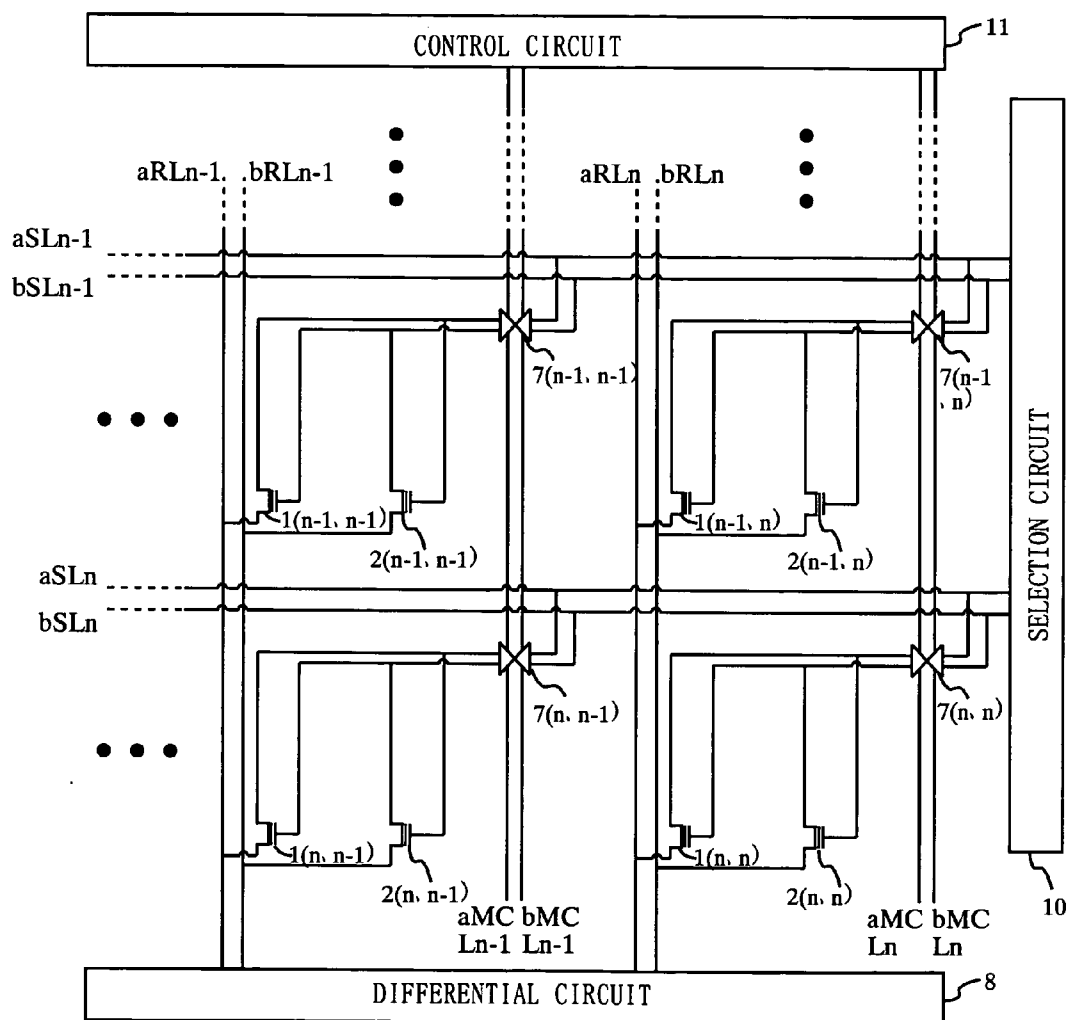 CONTROL CIRCUIT
11
aRLn-1
bRLn-1
aRLn
bRLn
aSLn-1
bSLn-1
7(n-1、n-1)
7(n-1
、n)
1(n-1、n-1)
2(n-1、n-1)
1(n-1、n)
2(n-1、n)
SELECTION CIRCUIT
aSLn
bSLn
7(n、n-1)
7(n、n)
1(n、n-1)
2(n、n-1)
1(n、n)
2(n、n)
10
aMC bMC
Ln-1 Ln-1
aMC bMC
Ln Ln
DIFFERENTIAL CIRCUIT
8